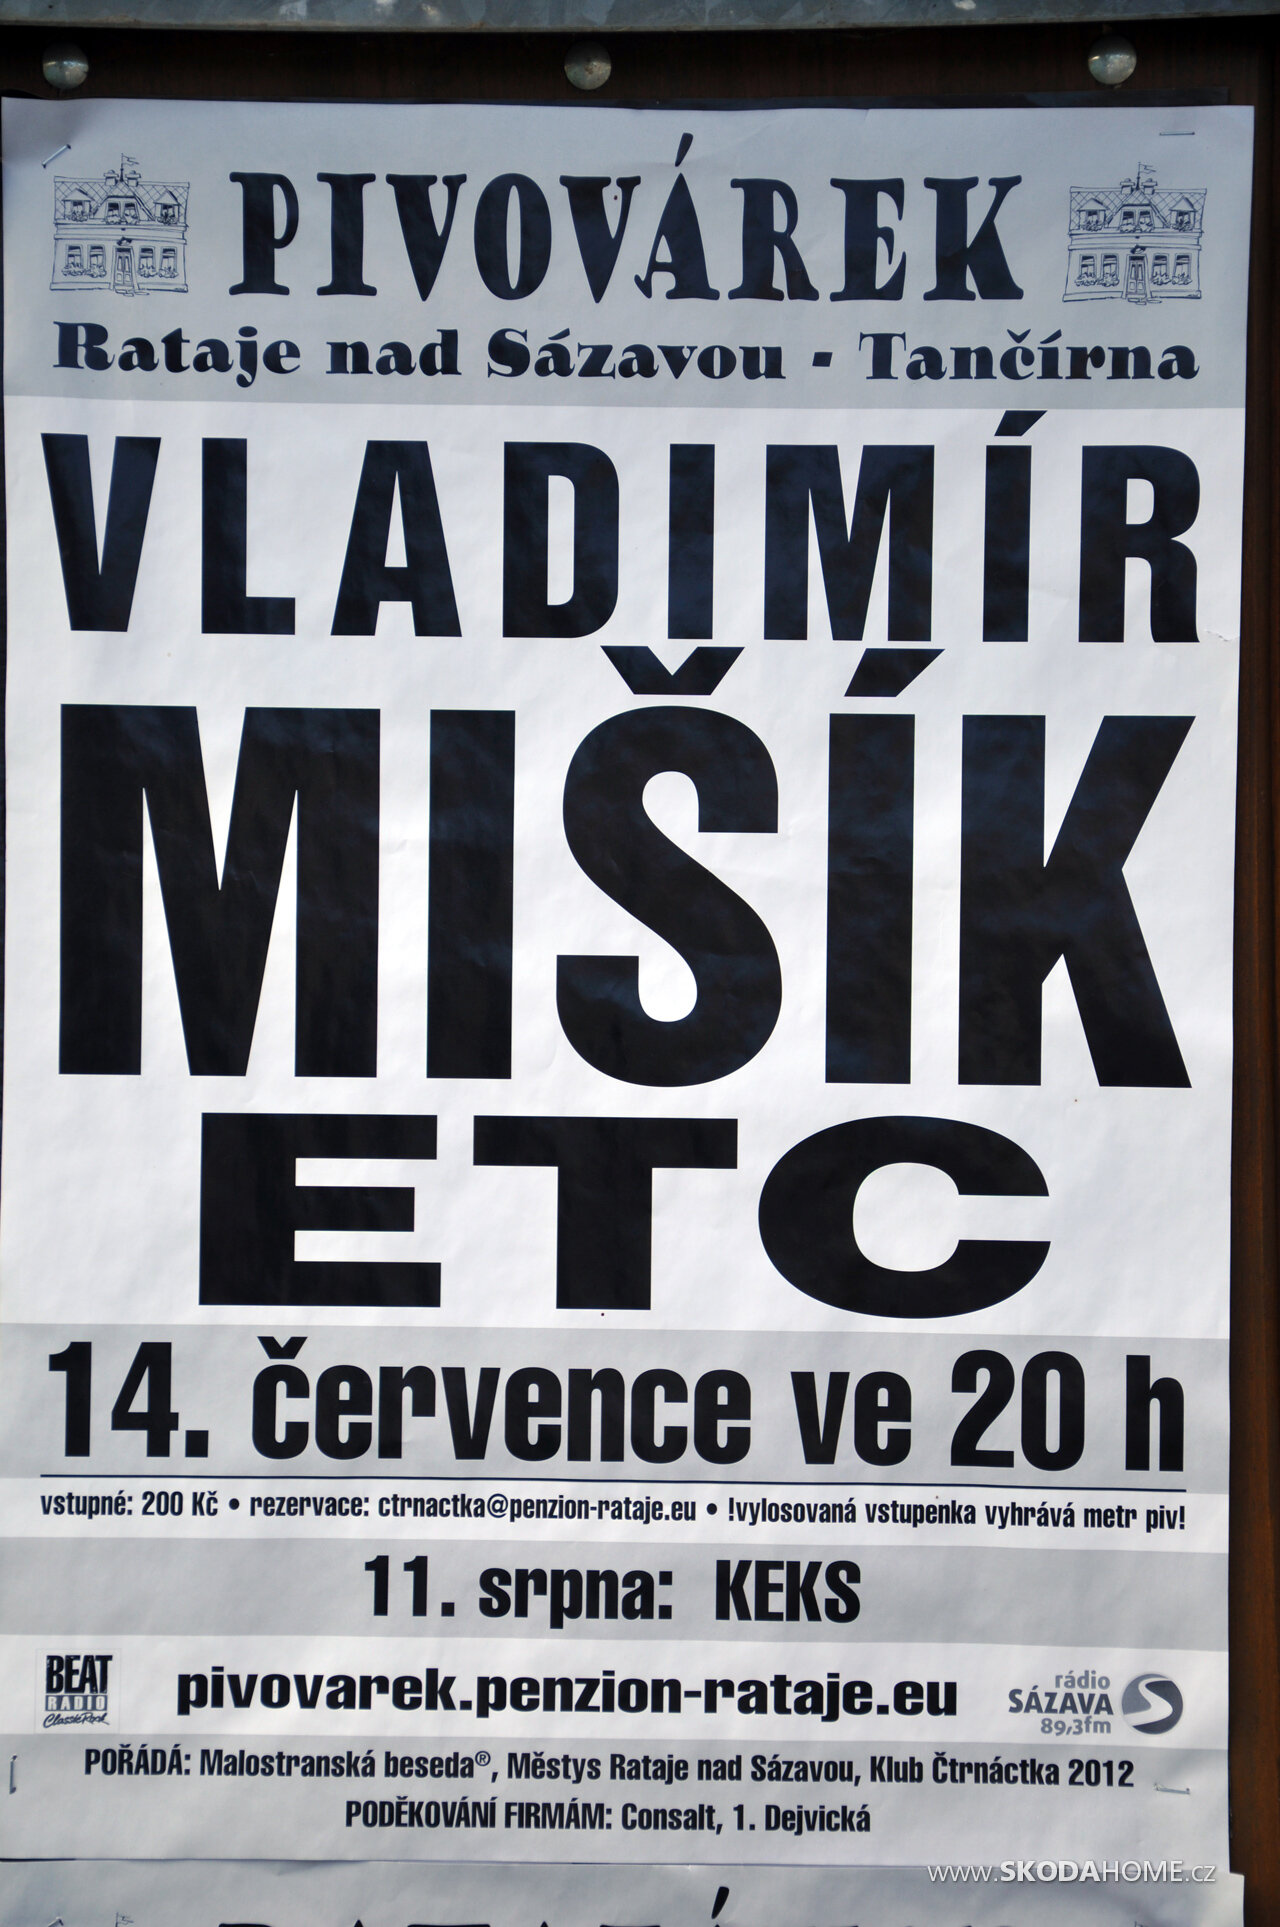 PIVOVÁREK
Rataje nad Sázavou - Tančírna
VLADIMÍR
MIŠÍK
ETC
14. července ve 20 h
vstupné: 200 Kč • rezervace: ctrnactka@penzion-rataje.eu • !vylosovaná vstupenka vyhrává metr piv!
11. srpna: KEKS
BEAT
RADIO
Classic Rock
pivovarek.penzion-rataje.eu
rádio
SÁZAVA
89,3fm
POŘÁDÁ: Malostranská beseda®, Městys Rataje nad Sázavou, Klub Čtrnáctka 2012
PODĚKOVÁNÍ FIRMÁM: Consalt, 1. Dejvická
www.SKODAHOME.cz